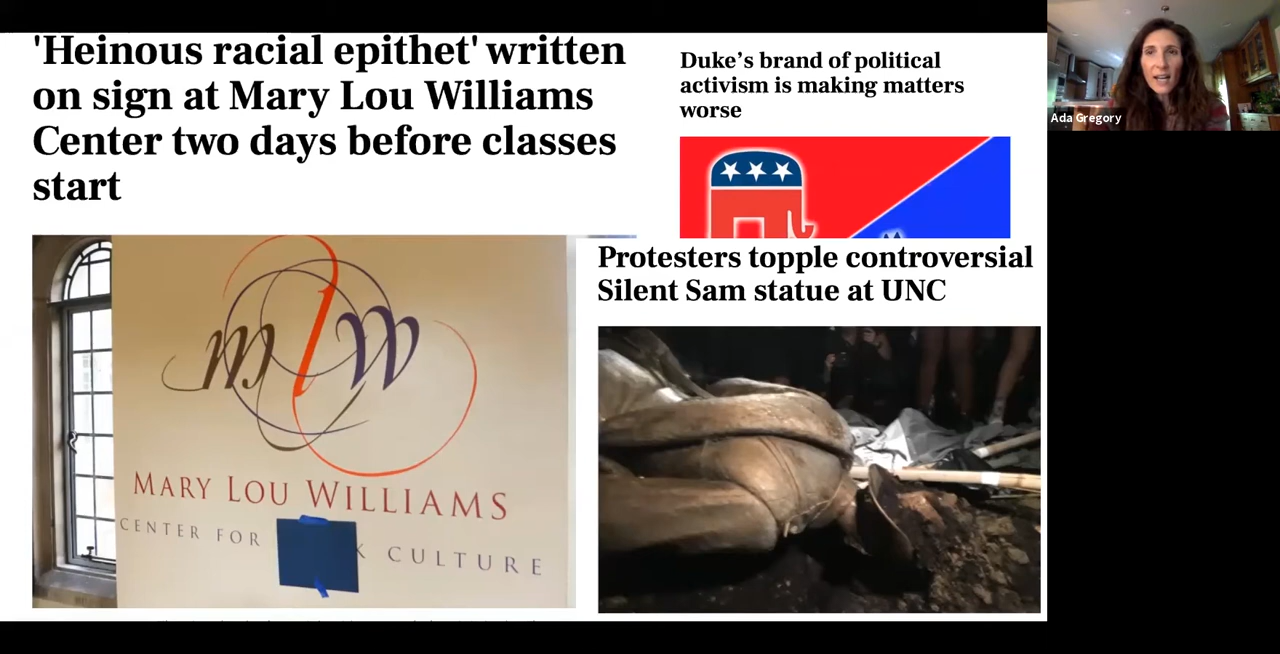 'Heinous racial epithet' written
on sign at Mary Lou Williams
Center two days before classes
start
Duke's brand of political
activism is making matters
worse
Ada Gregory
Protesters topple controversial
Silent Sam statue at UNC
mlw
MARY LOU WILLIAMS
CENTER FOR K CULTURE